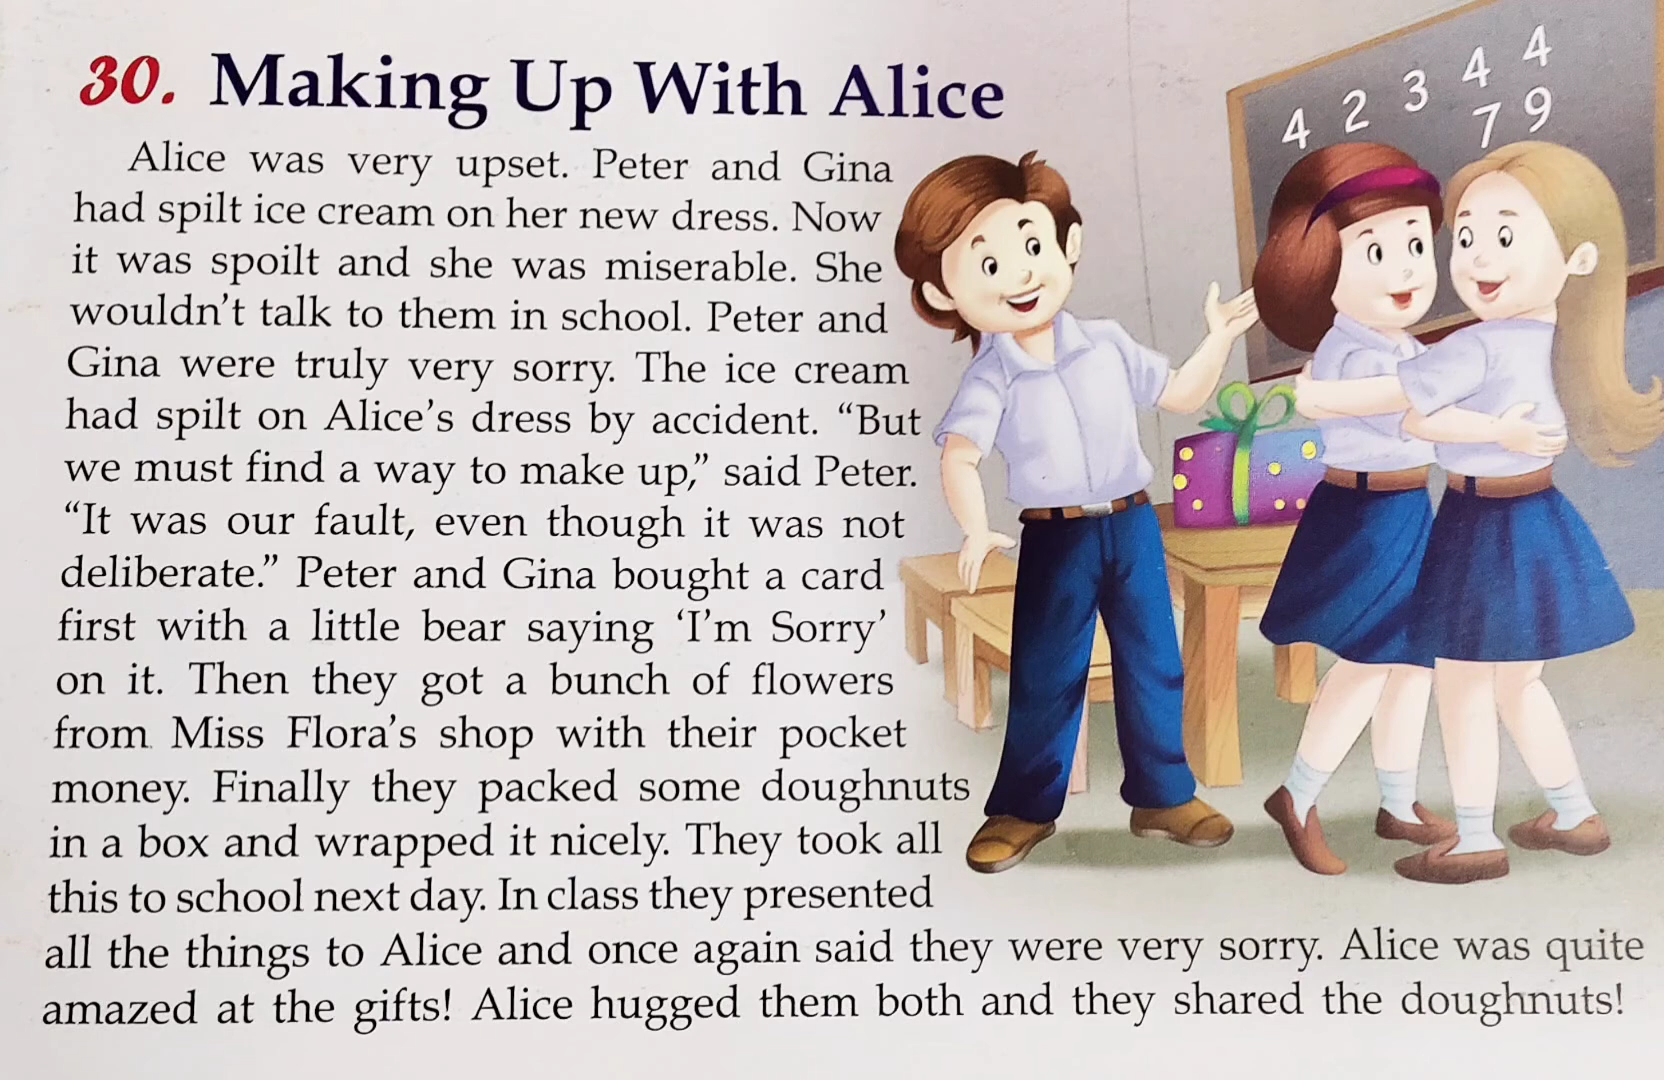 30. Making Up With Alice
Alice was very upset. Peter and Gina
had spilt ice cream on her new dress. Now
it was spoilt and she was miserable. She
wouldn't talk to them in school. Peter and
Gina were truly very sorry. The ice cream
had spilt on Alice's dress by accident. “But
we must find a way to make up,” said Peter.
“It was our fault, even though it was not
deliberate.” Peter and Gina bought a card
first with a little bear saying ‘I'm Sorry’
on it. Then they got a bunch of flowers
from Miss Flora's shop with their pocket
money. Finally they packed some doughnuts
in a box and wrapped it nicely. They took all
this to school next day. In class they presented
all the things to Alice and once again said they were very sorry. Alice was quite
amazed at the gifts! Alice hugged them both and they shared the doughnuts!
4 2 3 4 4
7 9